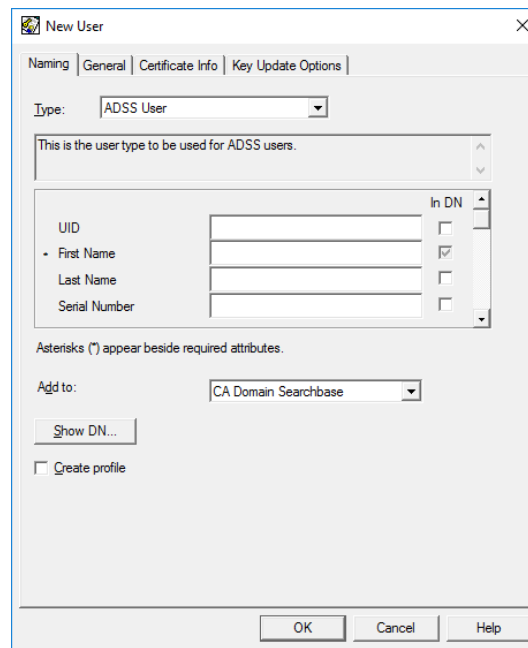 New User
Naming General Certificate Info Key Update Options
Type: ADSS User
This is the user type to be used for ADSS users.
In DN
UID
* First Name
Last Name
Serial Number
Asterisks (*) appear beside required attributes.
Add to: CA Domain Searchbase
Show DN...
Create profile
OK Cancel Help